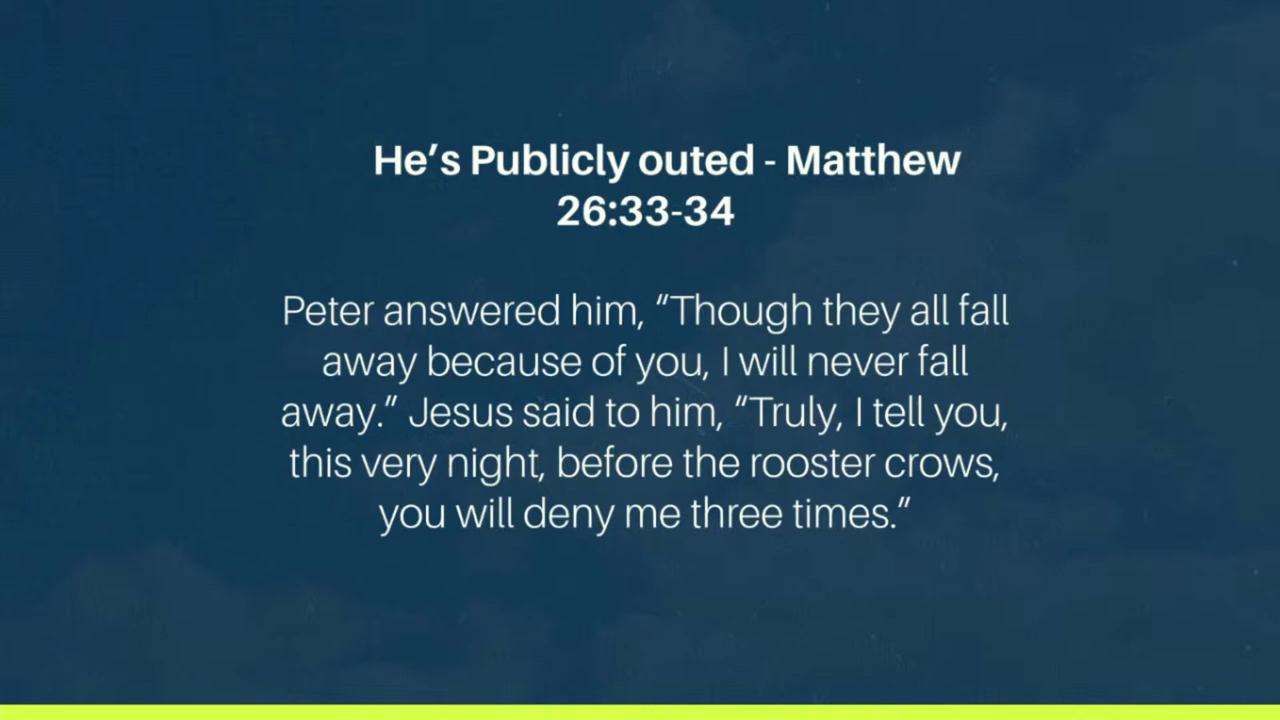 He’s Publicly outed - Matthew
26:33-34
Peter answered him, “Though they all fall
away because of you, I will never fall
away.” Jesus said to him, “Truly, I tell you,
this very night, before the rooster crows,
you will deny me three times.”